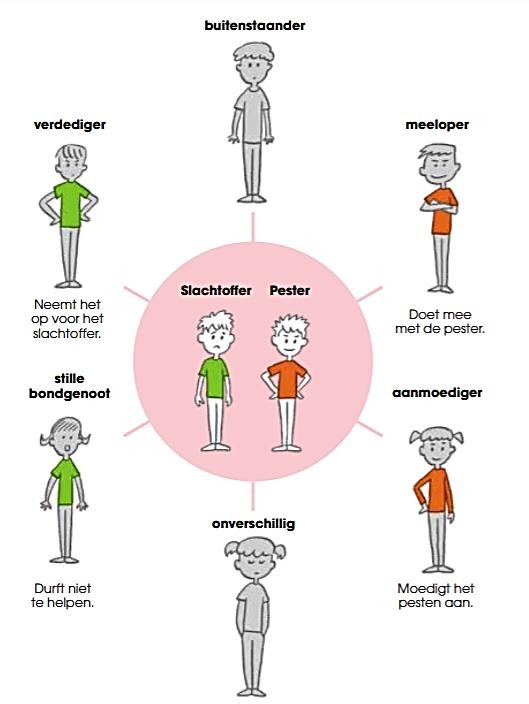 buitenstaander
verdediger
meeloper
Neemt het
op voor het
slachtoffer.
Slachtoffer
Pester
Doet mee
met de pester.
stille
bondgenoot
aanmoediger
Durft niet
te helpen.
onverschillig
Moedigt het
pesten aan.